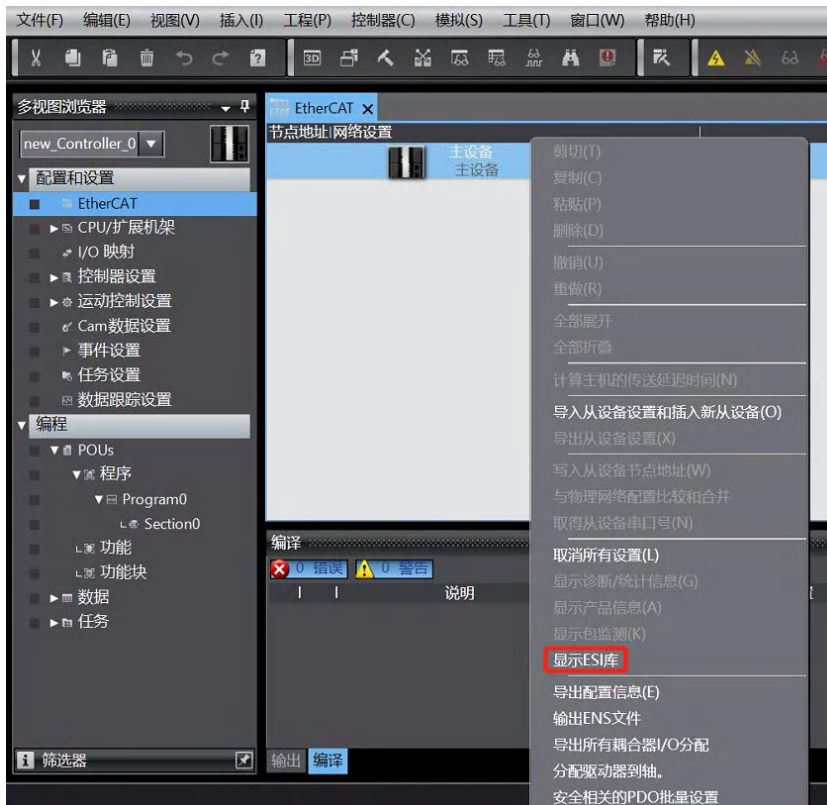 文件(F) 编辑(E) 视图(V) 插入(I) 工程(P) 控制器(C) 模拟(S) 工具(T) 窗口(W) 帮助(H)
3D
多视图浏览器
new_Controller_0
配置和设置
EtherCAT
CPU/扩展机架
I/O 映射
控制器设置
运动控制设置
Cam数据设置
事件设置
任务设置
数据跟踪设置
编程
POUs
程序
Program0
Section0
功能
功能块
数据
任务
筛选器
EtherCAT
节点地址|网络设置
主设备
主设备
剪切(T)
复制(C)
粘贴(P)
删除(D)
撤销(U)
重做(R)
全部展开
全部折叠
计算主机的传送延迟时间(N)
导入从设备设置和插入新从设备(O)
导出从设备设置(X)
写入从设备节点地址(W)
与物理网络配置比较和合并
取得从设备串口号(N)
取消所有设置(L)
显示诊断/统计信息(G)
显示产品信息(A)
显示包监测(K)
显示ESI库
导出配置信息(E)
输出ENS文件
导出所有耦合器I/O分配
分配驱动器到轴。
安全相关的PDO批量设置
编译
0 错误 0 警告
说明
输出 编译